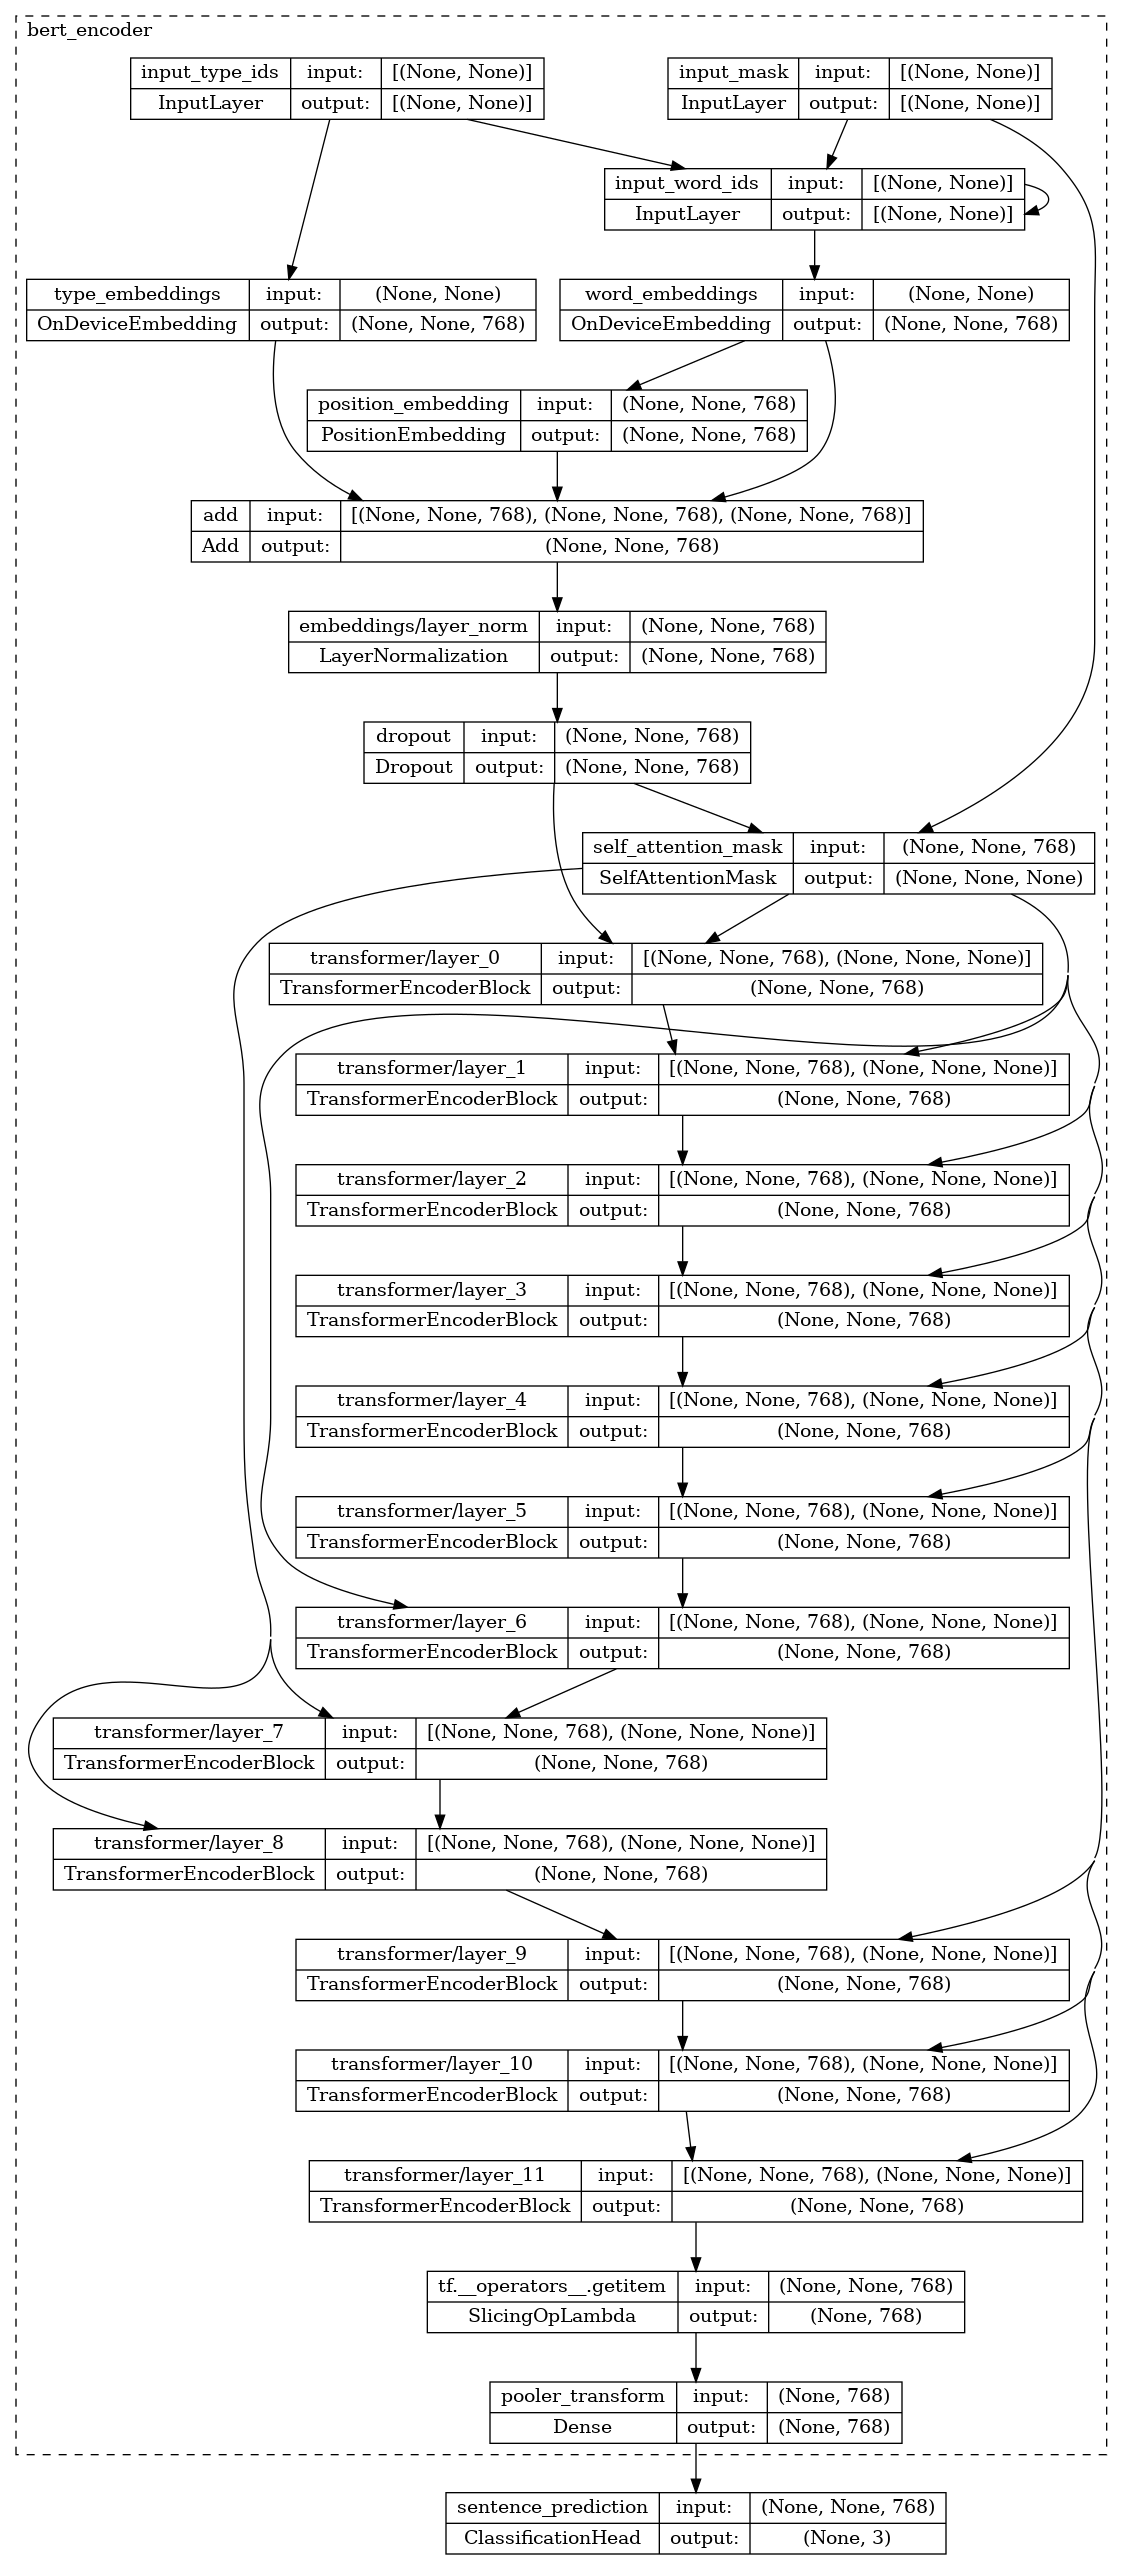 bert_encoder
input_type_ids input: [(None, None)]
InputLayer output: [(None, None)]
input_mask input: [(None, None)]
InputLayer output: [(None, None)]
input_word_ids input: [(None, None)]
InputLayer output: [(None, None)]
type_embeddings input: (None, None)
OnDeviceEmbedding output: (None, None, 768)
word_embeddings input: (None, None)
OnDeviceEmbedding output: (None, None, 768)
position_embedding input: (None, None, 768)
PositionEmbedding output: (None, None, 768)
add input: [(None, None, 768), (None, None, 768), (None, None, 768)]
Add output: (None, None, 768)
embeddings/layer_norm input: (None, None, 768)
LayerNormalization output: (None, None, 768)
dropout input: (None, None, 768)
Dropout output: (None, None, 768)
self_attention_mask input: (None, None, 768)
SelfAttentionMask output: (None, None, None)
transformer/layer_0 input: [(None, None, 768), (None, None, None)]
TransformerEncoderBlock output: (None, None, 768)
transformer/layer_1 input: [(None, None, 768), (None, None, None)]
TransformerEncoderBlock output: (None, None, 768)
transformer/layer_2 input: [(None, None, 768), (None, None, None)]
TransformerEncoderBlock output: (None, None, 768)
transformer/layer_3 input: [(None, None, 768), (None, None, None)]
TransformerEncoderBlock output: (None, None, 768)
transformer/layer_4 input: [(None, None, 768), (None, None, None)]
TransformerEncoderBlock output: (None, None, 768)
transformer/layer_5 input: [(None, None, 768), (None, None, None)]
TransformerEncoderBlock output: (None, None, 768)
transformer/layer_6 input: [(None, None, 768), (None, None, None)]
TransformerEncoderBlock output: (None, None, 768)
transformer/layer_7 input: [(None, None, 768), (None, None, None)]
TransformerEncoderBlock output: (None, None, 768)
transformer/layer_8 input: [(None, None, 768), (None, None, None)]
TransformerEncoderBlock output: (None, None, 768)
transformer/layer_9 input: [(None, None, 768), (None, None, None)]
TransformerEncoderBlock output: (None, None, 768)
transformer/layer_10 input: [(None, None, 768), (None, None, None)]
TransformerEncoderBlock output: (None, None, 768)
transformer/layer_11 input: [(None, None, 768), (None, None, None)]
TransformerEncoderBlock output: (None, None, 768)
tf.__operators__.getitem input: (None, None, 768)
SlicingOpLambda output: (None, 768)
pooler_transform input: (None, 768)
Dense output: (None, 768)
sentence_prediction input: (None, None, 768)
ClassificationHead output: (None, 3)